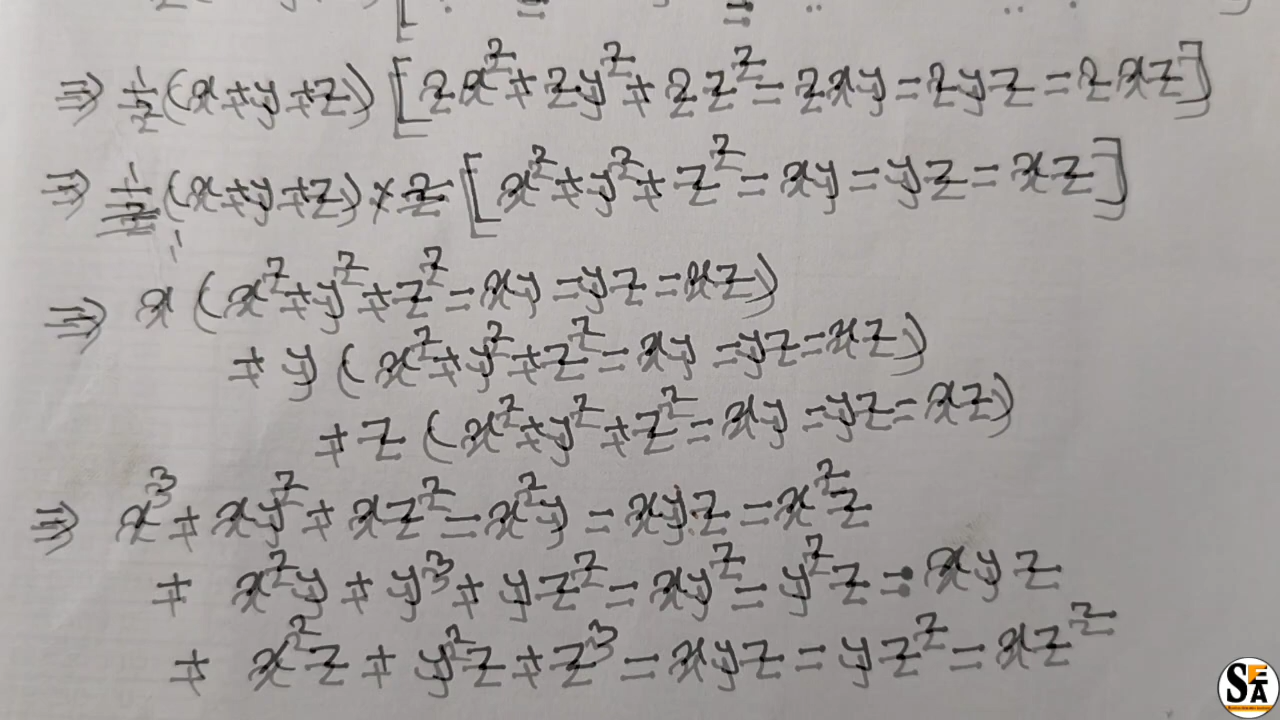 ⇒ 1/2 (x+y+z) [2x²+2y²+2z²-2xy-2yz-2xz]
⇒ 1/2 (x+y+z) × 2 [x²+y²+z²-xy-yz-xz]
⇒ x (x²+y²+z²-xy-yz-xz)
+ y (x²+y²+z²-xy-yz-xz)
+ z (x²+y²+z²-xy-yz-xz)
⇒ x³+xy²+xz²-x²y-xyz-x²z
+ x²y+y³+yz²-xy²-y²z-xyz
+ x²z+y²z+z³-xyz-yz²-xz²